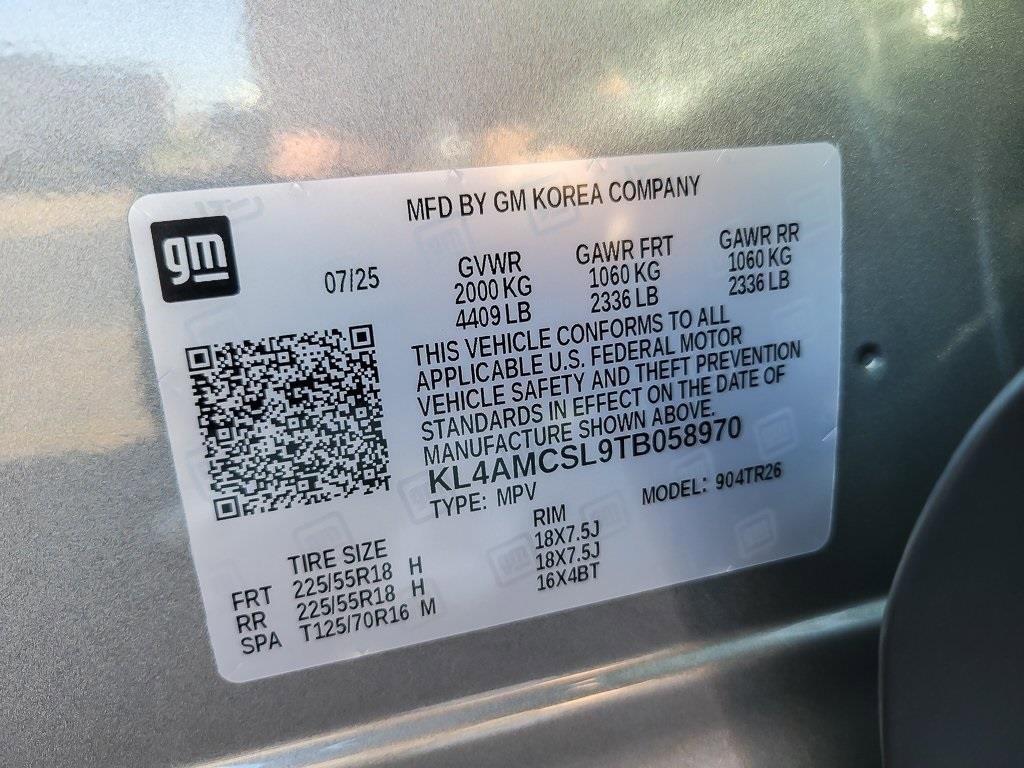 MFD BY GM KOREA COMPANY
gm
07/25
GVWR GAWR FRT GAWR RR
2000 KG 1060 KG 1060 KG
4409 LB 2336 LB 2336 LB
THIS VEHICLE CONFORMS TO ALL
APPLICABLE U.S. FEDERAL MOTOR
VEHICLE SAFETY AND THEFT PREVENTION
STANDARDS IN EFFECT ON THE DATE OF
MANUFACTURE SHOWN ABOVE.
KL4AMCSL9TB058970
TYPE: MPV MODEL: 904TR26
TIRE SIZE RIM
FRT 225/55R18 H 18X7.5J
RR 225/55R18 H 18X7.5J
SPA T125/70R16 M 16X4BT